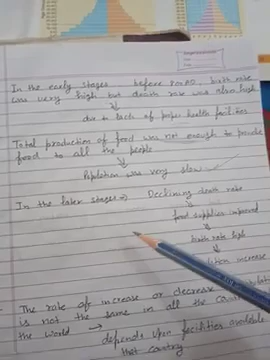 In the early stages before 20 A.D. birth rate
was very high but death rate was also high
due to lack of proper health facilities
Total production of food was not enough to provide
food to all the people
Population was very slow
In the later stages → Declining death rate
food supplies improved
birth rate high
increase
The rate of increase or decrease
is not the same in all the
the world → depends upon facilities available
that country